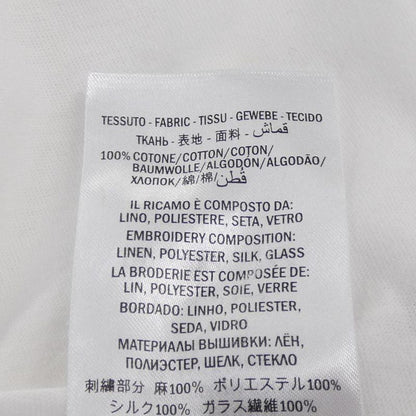 TESSUTO - FABRIC - TISSU - GEWEBE - TECIDO
ТКАНЬ - 表地 - 面料 - قماش
100% COTONE/COTTON/COTON/
BAUMWOLLE/ALGODÓN/ALGODÃO/
ХЛОПОК/綿/棉/قُطن
IL RICAMO È COMPOSTO DA:
LINO, POLIESTERE, SETA, VETRO
EMBROIDERY COMPOSITION:
LINEN, POLYESTER, SILK, GLASS
LA BRODERIE EST COMPOSÉE DE:
LIN, POLYESTER, SOIE, VERRE
BORDADO: LINHO, POLIESTER,
SEDA, VIDRO
МАТЕРИАЛЫ ВЫШИВКИ: ЛЁН,
ПОЛИЭСТЕР, ШЕЛК, СТЕКЛО
刺繍部分 麻100% ポリエステル100%
シルク100% ガラス繊維100%